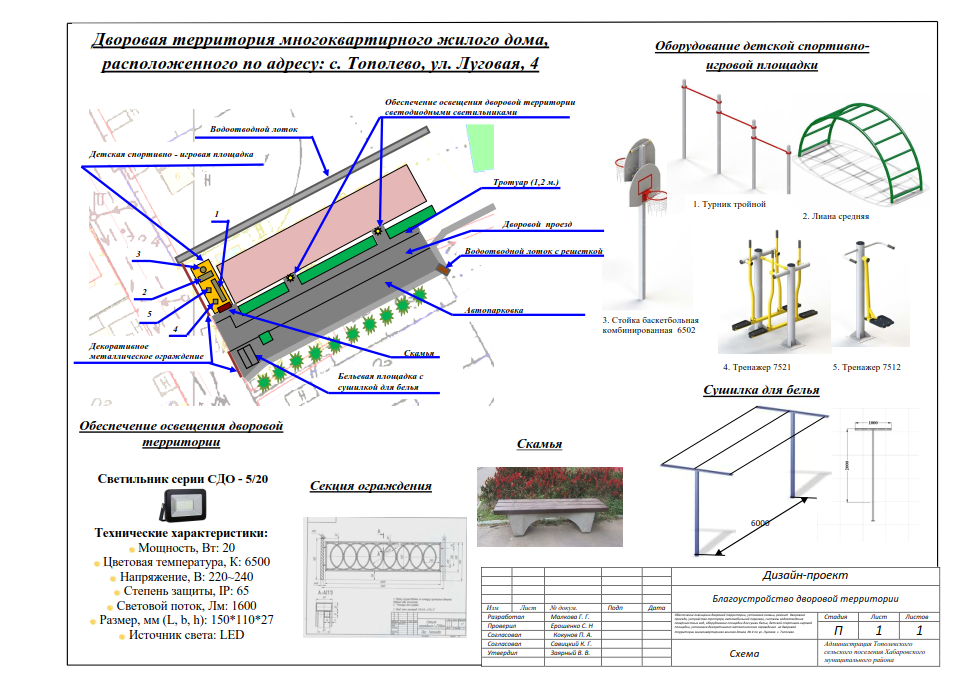 Дворовая территория многоквартирного жилого дома,
расположенного по адресу: с. Тополево, ул. Луговая, 4
Оборудование детской спортивно-
игровой площадки
Обеспечение освещения дворовой территории
светодиодными светильниками
Водоотводной лоток
Детская спортивно - игровая площадка
Тротуар (1,2 м.)
Дворовой проезд
Водоотводной лоток с решеткой
Автопарковка
Скамья
Бельевая площадка с
сушилкой для белья
1
3
2
5
4
Декоративное
металлическое ограждение
1. Турник тройной
2. Лиана средняя
3. Стойка баскетбольная
комбинированная 6502
4. Тренажер 7521
5. Тренажер 7512
Сушилка для белья
6000
1800
2000
Обеспечение освещения дворовой
территории
Светильник серии СДО - 5/20
Технические характеристики:
Мощность, Вт: 20
Цветовая температура, К: 6500
Напряжение, В: 220~240
Степень защиты, IP: 65
Световой поток, Лм: 1600
Размер, мм (L, b, h): 150*110*27
Источник света: LED
Секция ограждения
Скамья
Дизайн-проект
Благоустройство дворовой территории
Изм Лист № докум. Подп Дата
Разработал Малкова Г. Г.
Проверил Ерошенко С. Н
Согласовал Кокунов П. А.
Согласовал Савицкий К. Г.
Утвердил Заярный В. В.
Стадия Лист Листов
П 1 1
Схема
Администрация Тополевского
сельского поселения Хабаровского
муниципального района